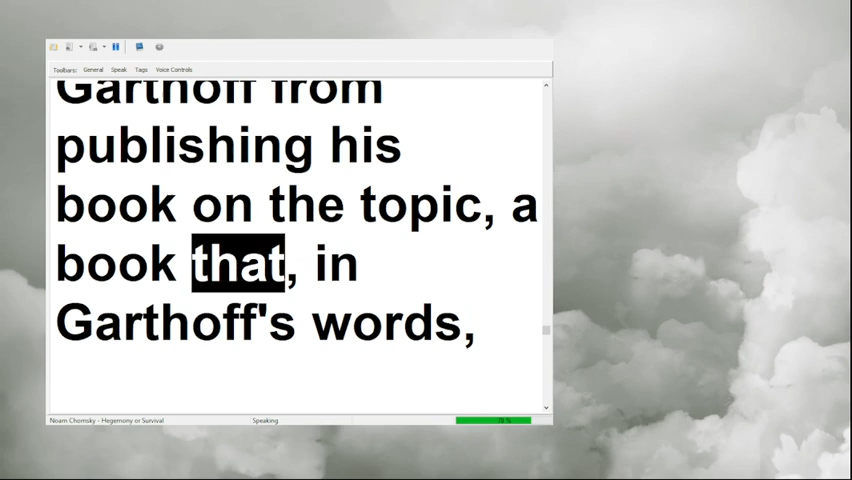 Toolbars: General Speak Tags Voice Controls
Garthoff from
publishing his
book on the topic, a
book that, in
Garthoff's words,
Noam Chomsky - Hegemony or Survival Speaking 78 %